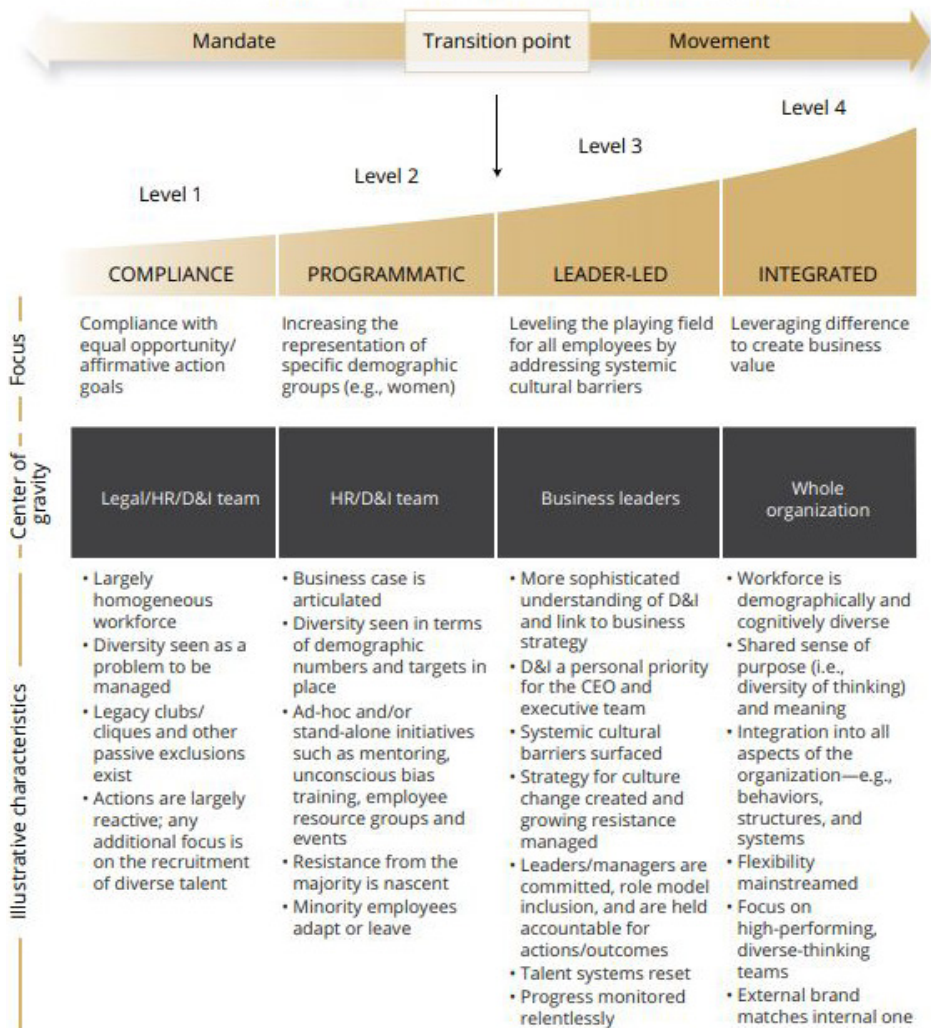 Mandate
Transition point
Movement
Level 1
Level 2
Level 3
Level 4
COMPLIANCE
PROGRAMMATIC
LEADER-LED
INTEGRATED
Focus
Compliance with
equal opportunity/
affirmative action
goals
Increasing the
representation of
specific demographic
groups (e.g., women)
Leveling the playing field
for all employees by
addressing systemic
cultural barriers
Leveraging difference
to create business
value
Center of
gravity
Legal/HR/D&I team
HR/D&I team
Business leaders
Whole
organization
Illustrative characteristics
• Largely
homogeneous
workforce
• Diversity seen as a
problem to be
managed
• Legacy clubs/
cliques and other
passive exclusions
exist
• Actions are largely
reactive; any
additional focus is
on the recruitment
of diverse talent
• Business case is
articulated
• Diversity seen in terms
of demographic
numbers and targets in
place
• Ad-hoc and/or
stand-alone initiatives
such as mentoring,
unconscious bias
training, employee
resource groups and
events
• Resistance from the
majority is nascent
• Minority employees
adapt or leave
• More sophisticated
understanding of D&I
and link to business
strategy
• D&I a personal priority
for the CEO and
executive team
• Systemic cultural
barriers surfaced
• Strategy for culture
change created and
growing resistance
managed
• Leaders/managers are
committed, role model
inclusion, and are held
accountable for
actions/outcomes
• Talent systems reset
• Progress monitored
relentlessly
• Workforce is
demographically and
cognitively diverse
• Shared sense of
purpose (i.e.,
diversity of thinking)
and meaning
• Integration into all
aspects of the
organization—e.g.,
behaviors,
structures, and
systems
• Flexibility
mainstreamed
• Focus on
high-performing,
diverse-thinking
teams
• External brand
matches internal one